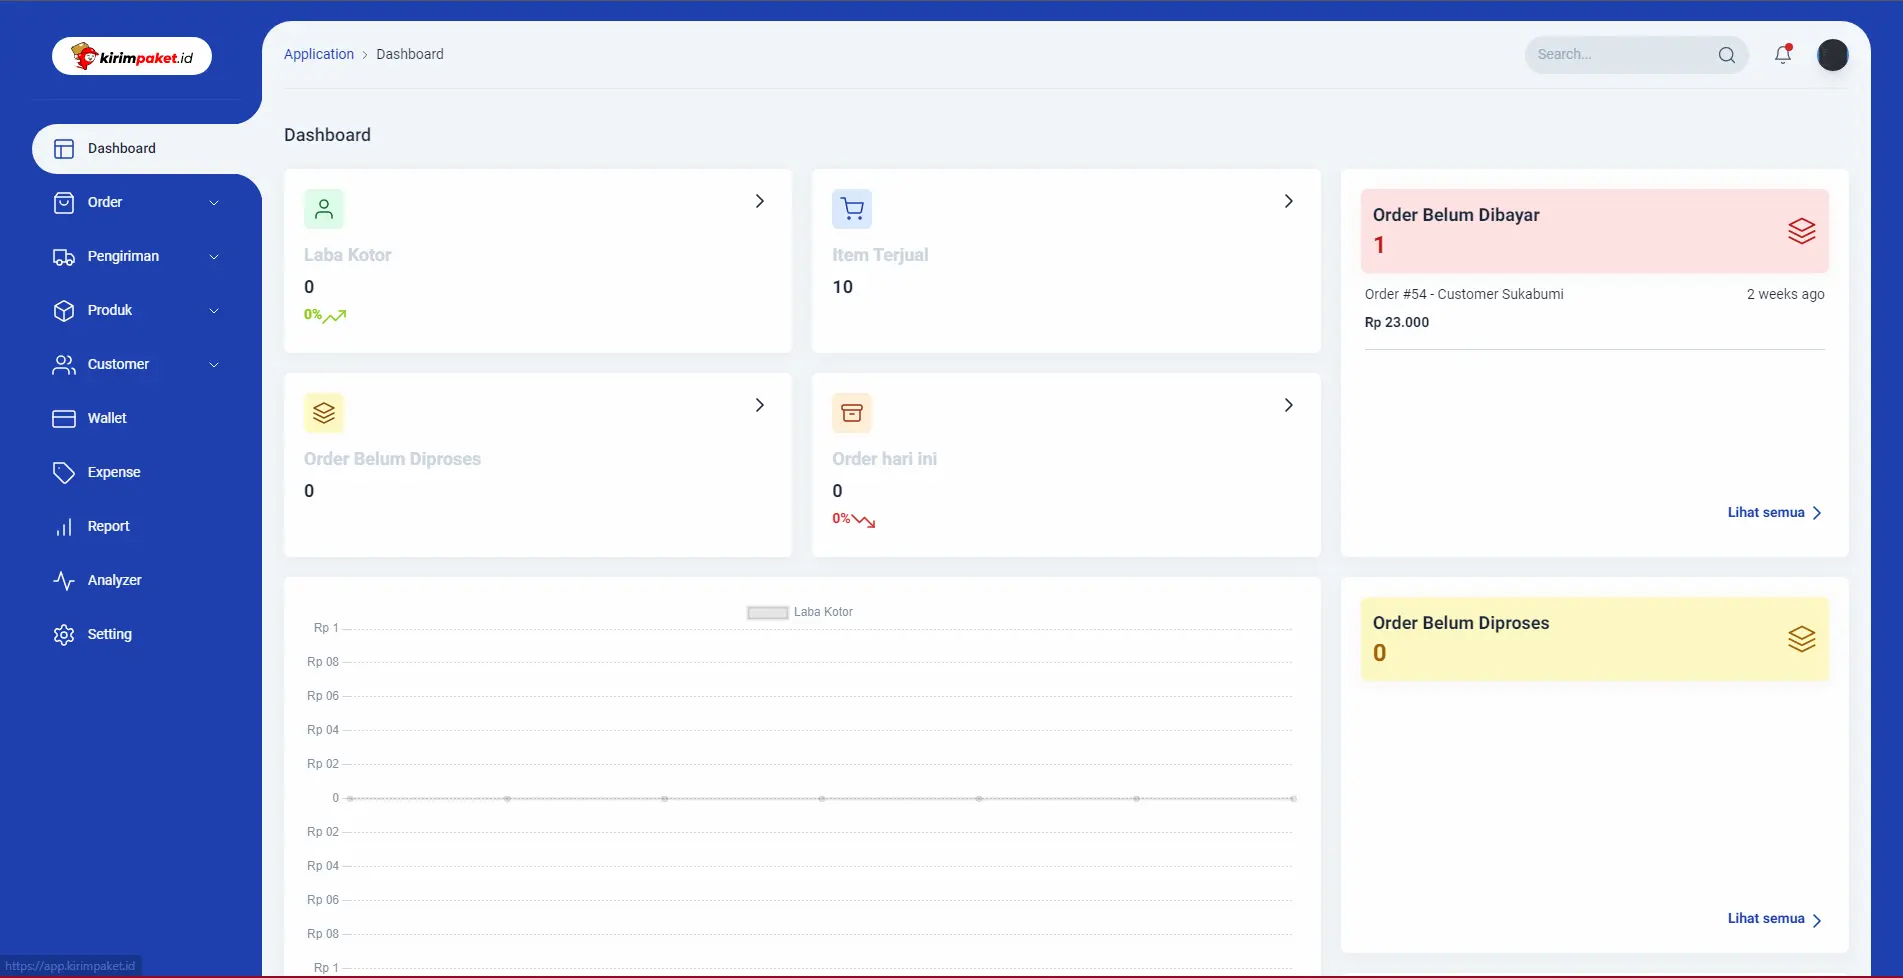 kirimpaket.id
Dashboard
Order
Pengiriman
Produk
Customer
Wallet
Expense
Report
Analyzer
Setting
https://app.kirimpaket.id
Application > Dashboard
Search...
Dashboard
Laba Kotor
0
0%
Item Terjual
10
Order Belum Diproses
0
Order hari ini
0
0%
Order Belum Dibayar
1
Order #54 - Customer Sukabumi 2 weeks ago
Rp 23.000
Lihat semua
Laba Kotor
Rp 1
Rp 08
Rp 06
Rp 04
Rp 02
0
Rp 02
Rp 04
Rp 06
Rp 08
Rp 1
Order Belum Diproses
0
Lihat semua